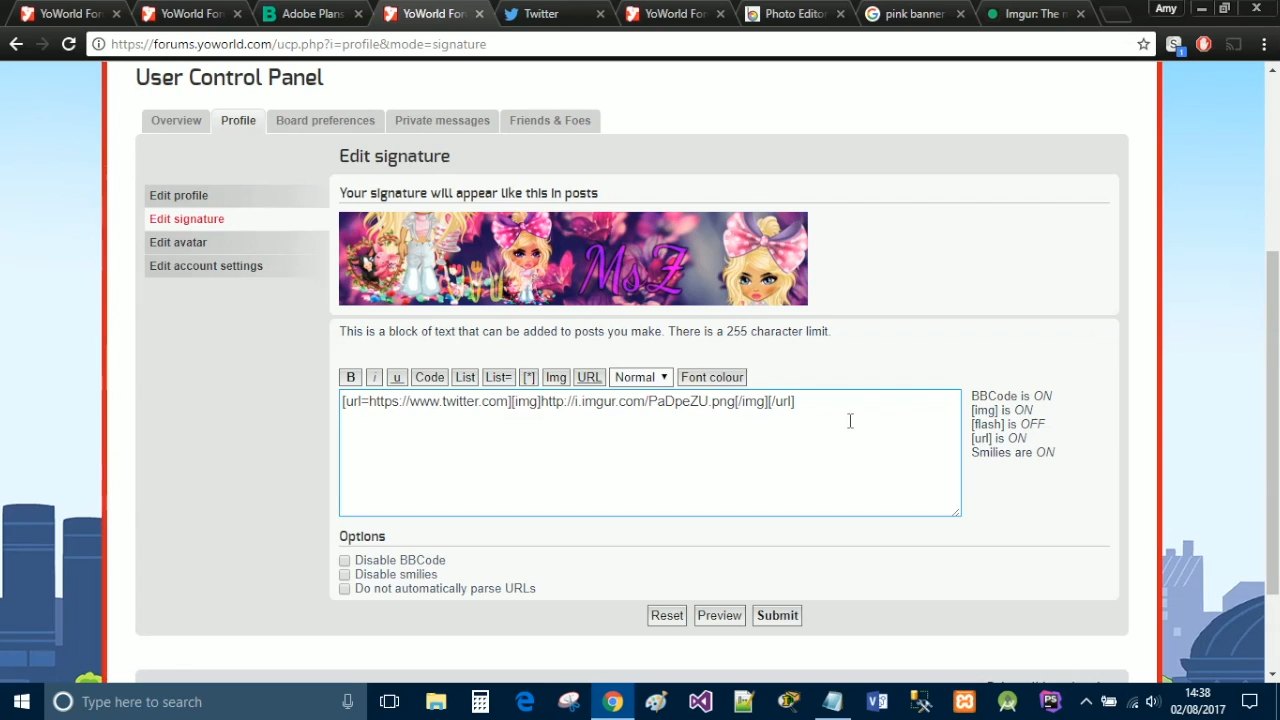 YoWorld For
YoWorld For
Adobe Plans
YoWorld For
Twitter
YoWorld For
Photo Editor
pink banner
Imgur: The m
Amy
https://forums.yoworld.com/ucp.php?i=profile&mode=signature
S
1
User Control Panel
Overview
Profile
Board preferences
Private messages
Friends & Foes
Edit signature
Edit profile
Edit signature
Edit avatar
Edit account settings
Your signature will appear like this in posts
MsZ
This is a block of text that can be added to posts you make. There is a 255 character limit.
B i u Code List List= [*] Img URL Normal Font colour
[url=https://www.twitter.com][img]http://i.imgur.com/PaDpeZU.png[/img][/url]
BBCode is ON
[img] is ON
[flash] is OFF
[url] is ON
Smilies are ON
Options
Disable BBCode
Disable smilies
Do not automatically parse URLs
Reset Preview Submit
Type here to search
14:38
02/08/2017